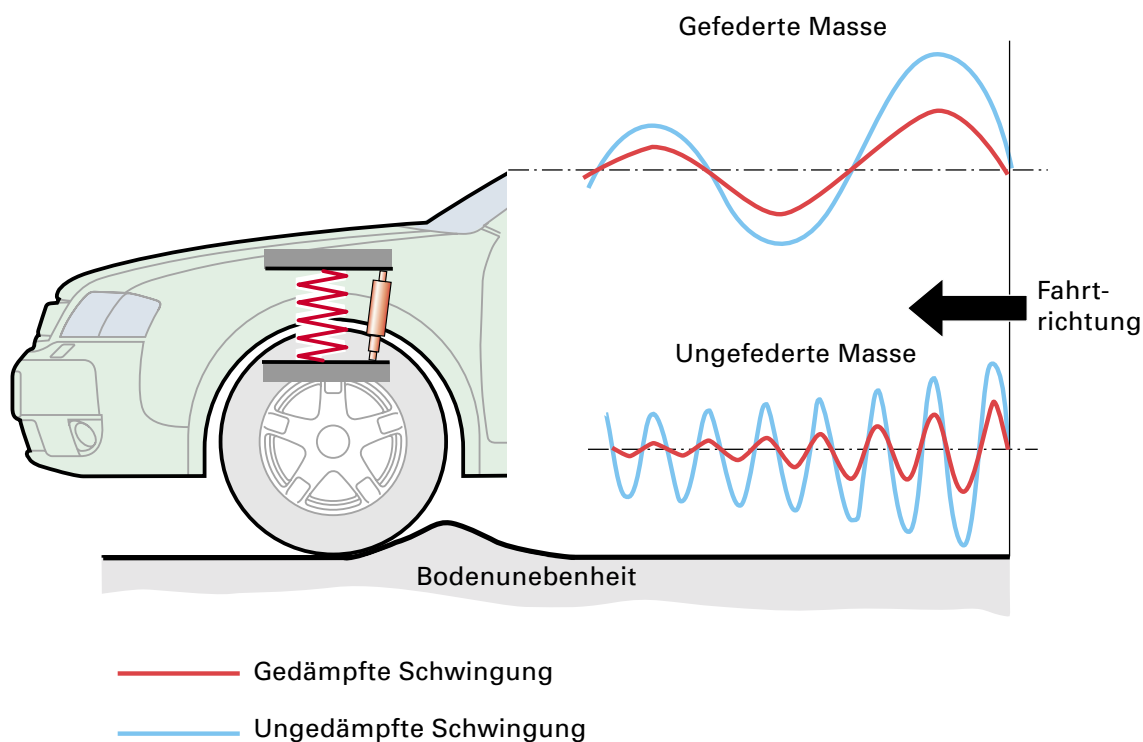 Gefederte Masse
Fahrt-
richtung
Ungefederte Masse
Bodenunebenheit
Gedämpfte Schwingung
Ungedämpfte Schwingung